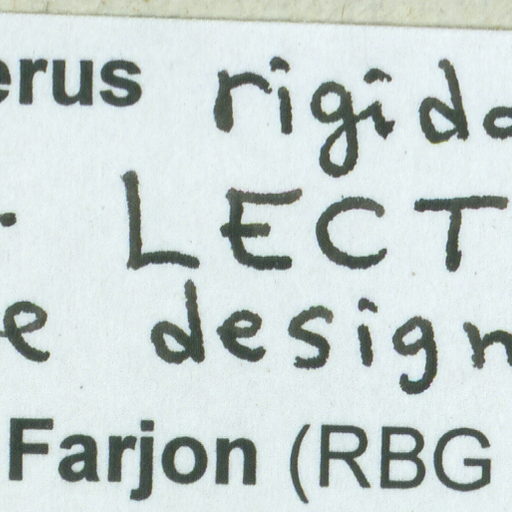 erus rigida
- LECT
e design
Farjon (RBG